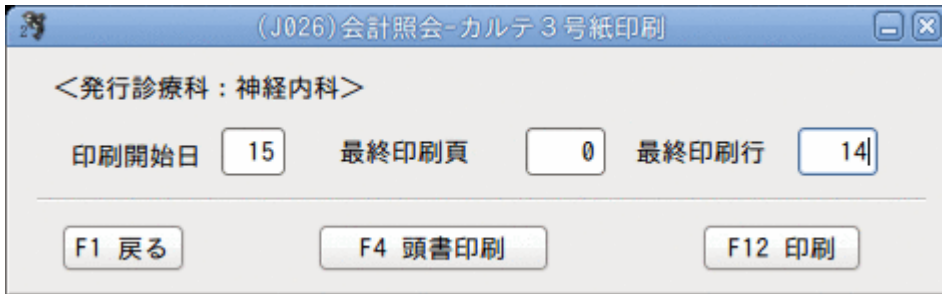 (J026)会計照会-カルテ3号紙印刷
<発行診療科:神経内科>
印刷開始日 15 最終印刷頁 0 最終印刷行 14
F1 戻る F4 頭書印刷 F12 印刷